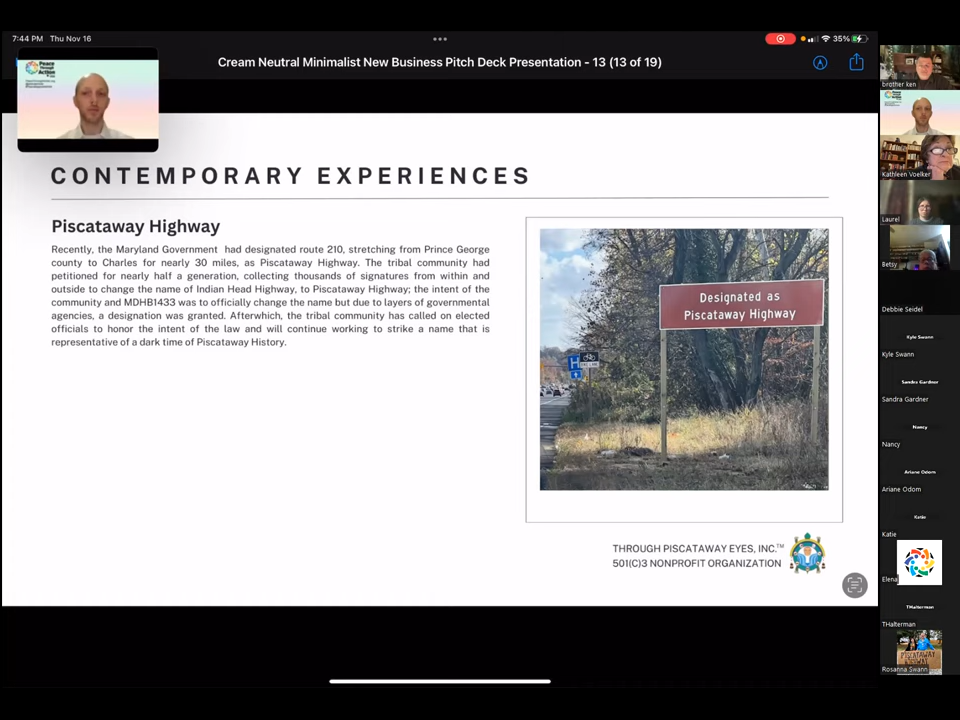 7:44 PM Thu Nov 16
35%
Cream Neutral Minimalist New Business Pitch Deck Presentation - 13 (13 of 19)
Peace
Through
Action
CONTEMPORARY EXPERIENCES
Piscataway Highway
Recently, the Maryland Government had designated route 210, stretching from Prince George
county to Charles for nearly 30 miles, as Piscataway Highway. The tribal community had
petitioned for nearly half a generation, collecting thousands of signatures from within and
outside to change the name of Indian Head Highway, to Piscataway Highway; the intent of the
community and MDHB1433 was to officially change the name but due to layers of governmental
agencies, a designation was granted. Afterwhich, the tribal community has called on elected
officials to honor the intent of the law and will continue working to strike a name that is
representative of a dark time of Piscataway History.
Designated as
Piscataway Highway
H
THROUGH PISCATAWAY EYES, INC.™
501(C)3 NONPROFIT ORGANIZATION
brother ken
Kathleen Voelker
Laurel
Betsy
Debbie Seidel
Kyle Swann
Kyle Swann
Sandra Gardner
Sandra Gardner
Nancy
Nancy
Ariane Odom
Ariane Odom
Katie
Katie
Elena
THalterman
THalterman
PISCATAWAY
Rosanna Swann